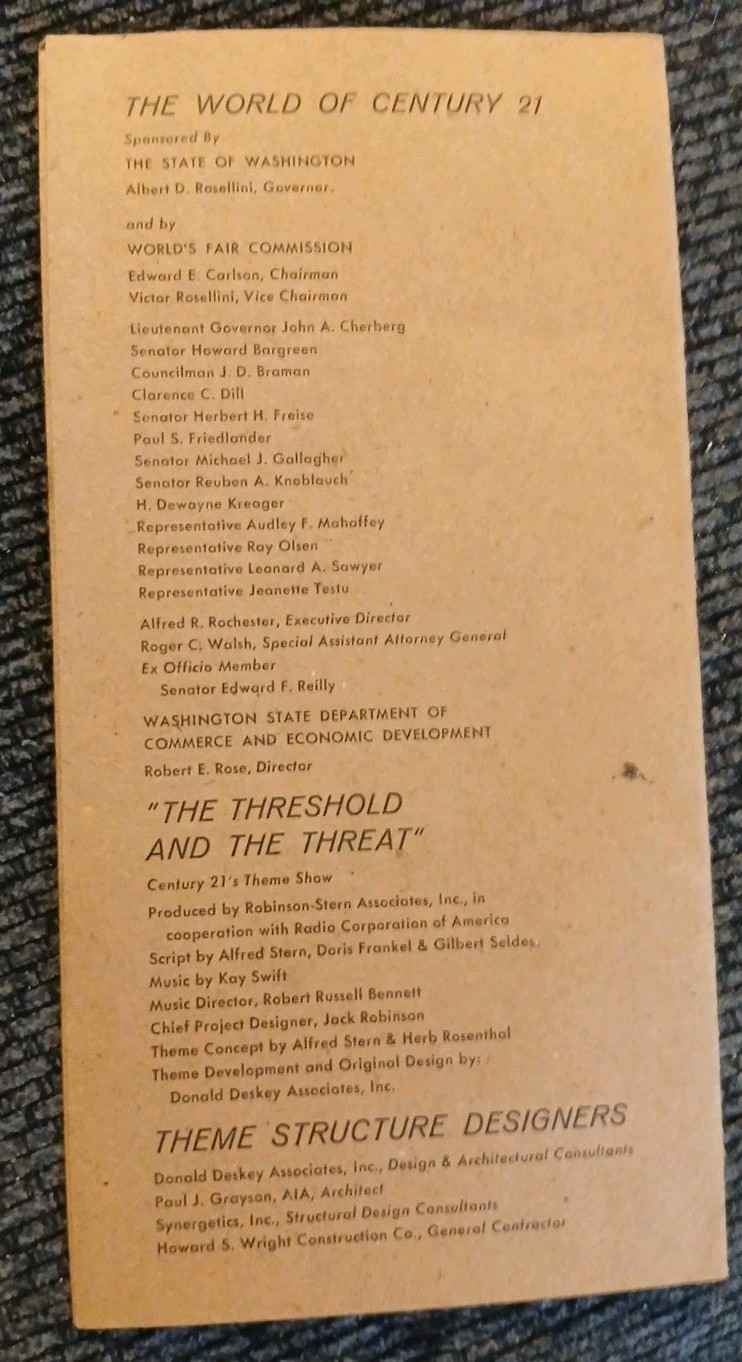 THE WORLD OF CENTURY 21
Sponsored By
THE STATE OF WASHINGTON
Albert D. Rosellini, Governor.
and by
WORLD'S FAIR COMMISSION
Edward E. Carlson, Chairman
Victor Rosellini, Vice Chairman
Lieutenant Governor John A. Cherberg
Senator Howard Bargreen
Councilman J. D. Braman
Clarence C. Dill
Senator Herbert H. Freise
Paul S. Friedlander
Senator Michael J. Gallagher
Senator Reuben A. Knoblauch
H. Dewayne Kreager
Representative Audley F. Mahaffey
Representative Ray Olsen
Representative Leonard A. Sawyer
Representative Jeanette Testu
Alfred R. Rochester, Executive Director
Roger C. Walsh, Special Assistant Attorney General
Ex Officio Member
Senator Edward F. Reilly
WASHINGTON STATE DEPARTMENT OF
COMMERCE AND ECONOMIC DEVELOPMENT
Robert E. Rose, Director
"THE THRESHOLD
AND THE THREAT"
Century 21's Theme Show
Produced by Robinson-Stern Associates, Inc., in
cooperation with Radio Corporation of America
Script by Alfred Stern, Doris Frankel & Gilbert Seldes
Music by Kay Swift
Music Director, Robert Russell Bennett
Chief Project Designer, Jack Robinson
Theme Concept by Alfred Stern & Herb Rosenthal
Theme Development and Original Design by:
Donald Deskey Associates, Inc.
THEME STRUCTURE DESIGNERS
Donald Deskey Associates, Inc., Design & Architectural Consultants
Paul J. Grayson, AIA, Architect
Synergetics, Inc., Structural Design Consultants
Howard S. Wright Construction Co., General Contractor